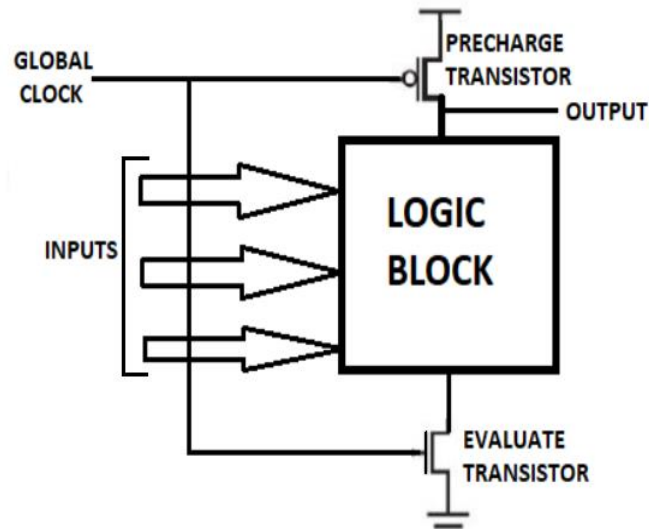 PRECHARGE
TRANSISTOR
GLOBAL
CLOCK
OUTPUT
INPUTS
LOGIC
BLOCK
EVALUATE
TRANSISTOR